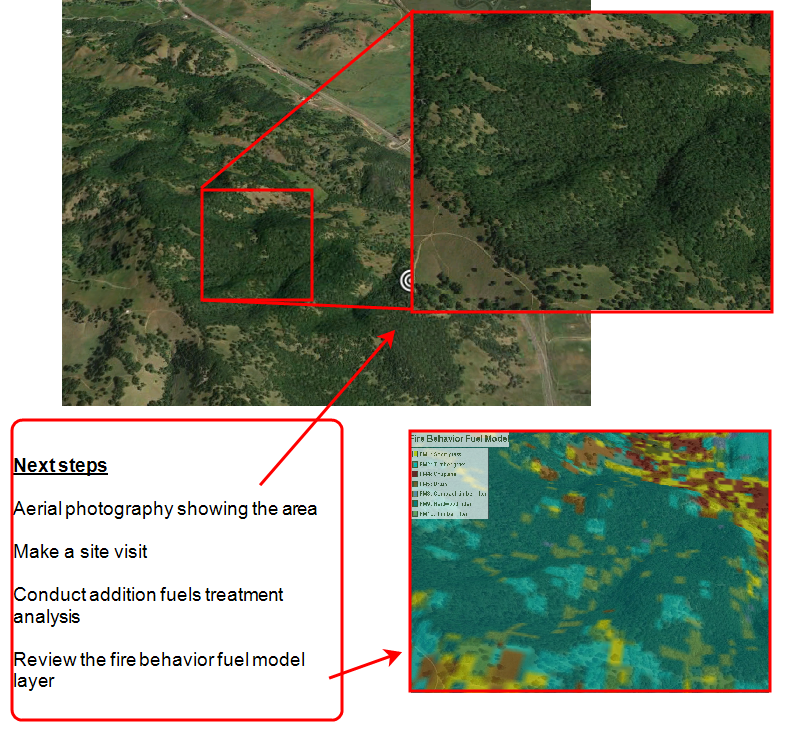 Next steps
Aerial photography showing the area
Make a site visit
Conduct addition fuels treatment
analysis
Review the fire behavior fuel model
layer
Fire Behavior Fuel Model